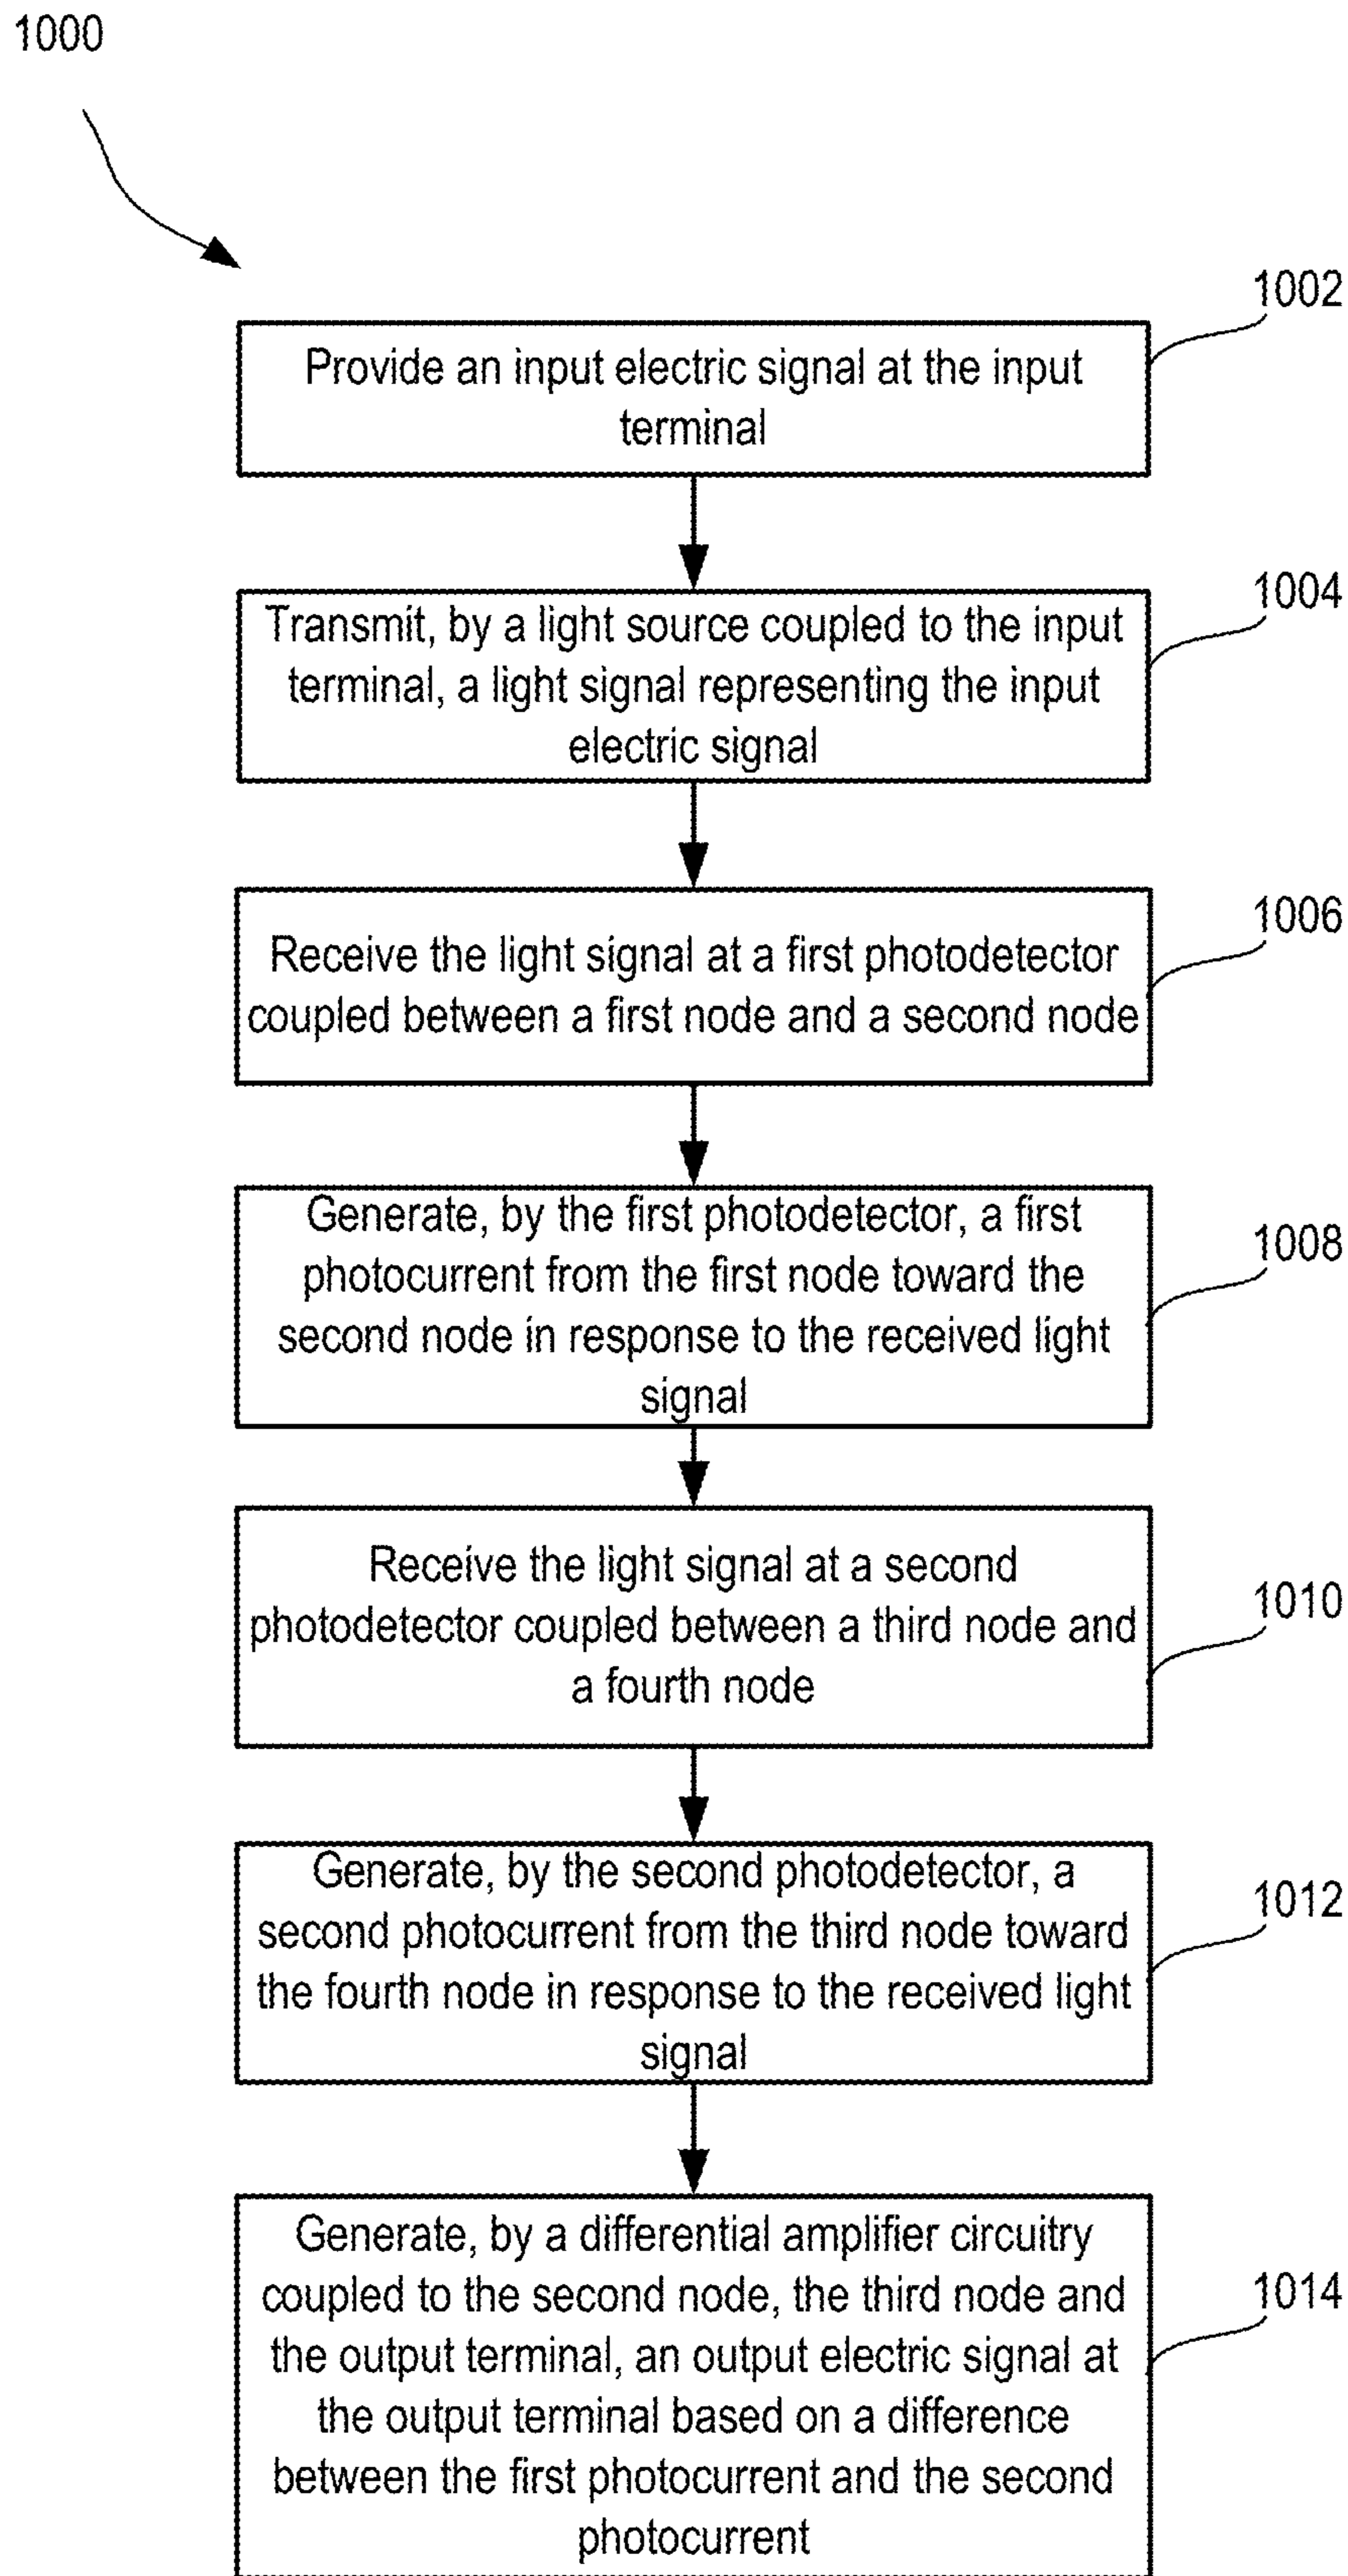 1000
1002
Provide an input electric signal at the input
terminal
1004
Transmit, by a light source coupled to the input
terminal, a light signal representing the input
electric signal
1006
Receive the light signal at a first photodetector
coupled between a first node and a second node
1008
Generate, by the first photodetector, a first
photocurrent from the first node toward the
second node in response to the received light
signal
1010
Receive the light signal at a second
photodetector coupled between a third node and
a fourth node
1012
Generate, by the second photodetector, a
second photocurrent from the third node toward
the fourth node in response to the received light
signal
1014
Generate, by a differential amplifier circuitry
coupled to the second node, the third node and
the output terminal, an output electric signal at
the output terminal based on a difference
between the first photocurrent and the second
photocurrent